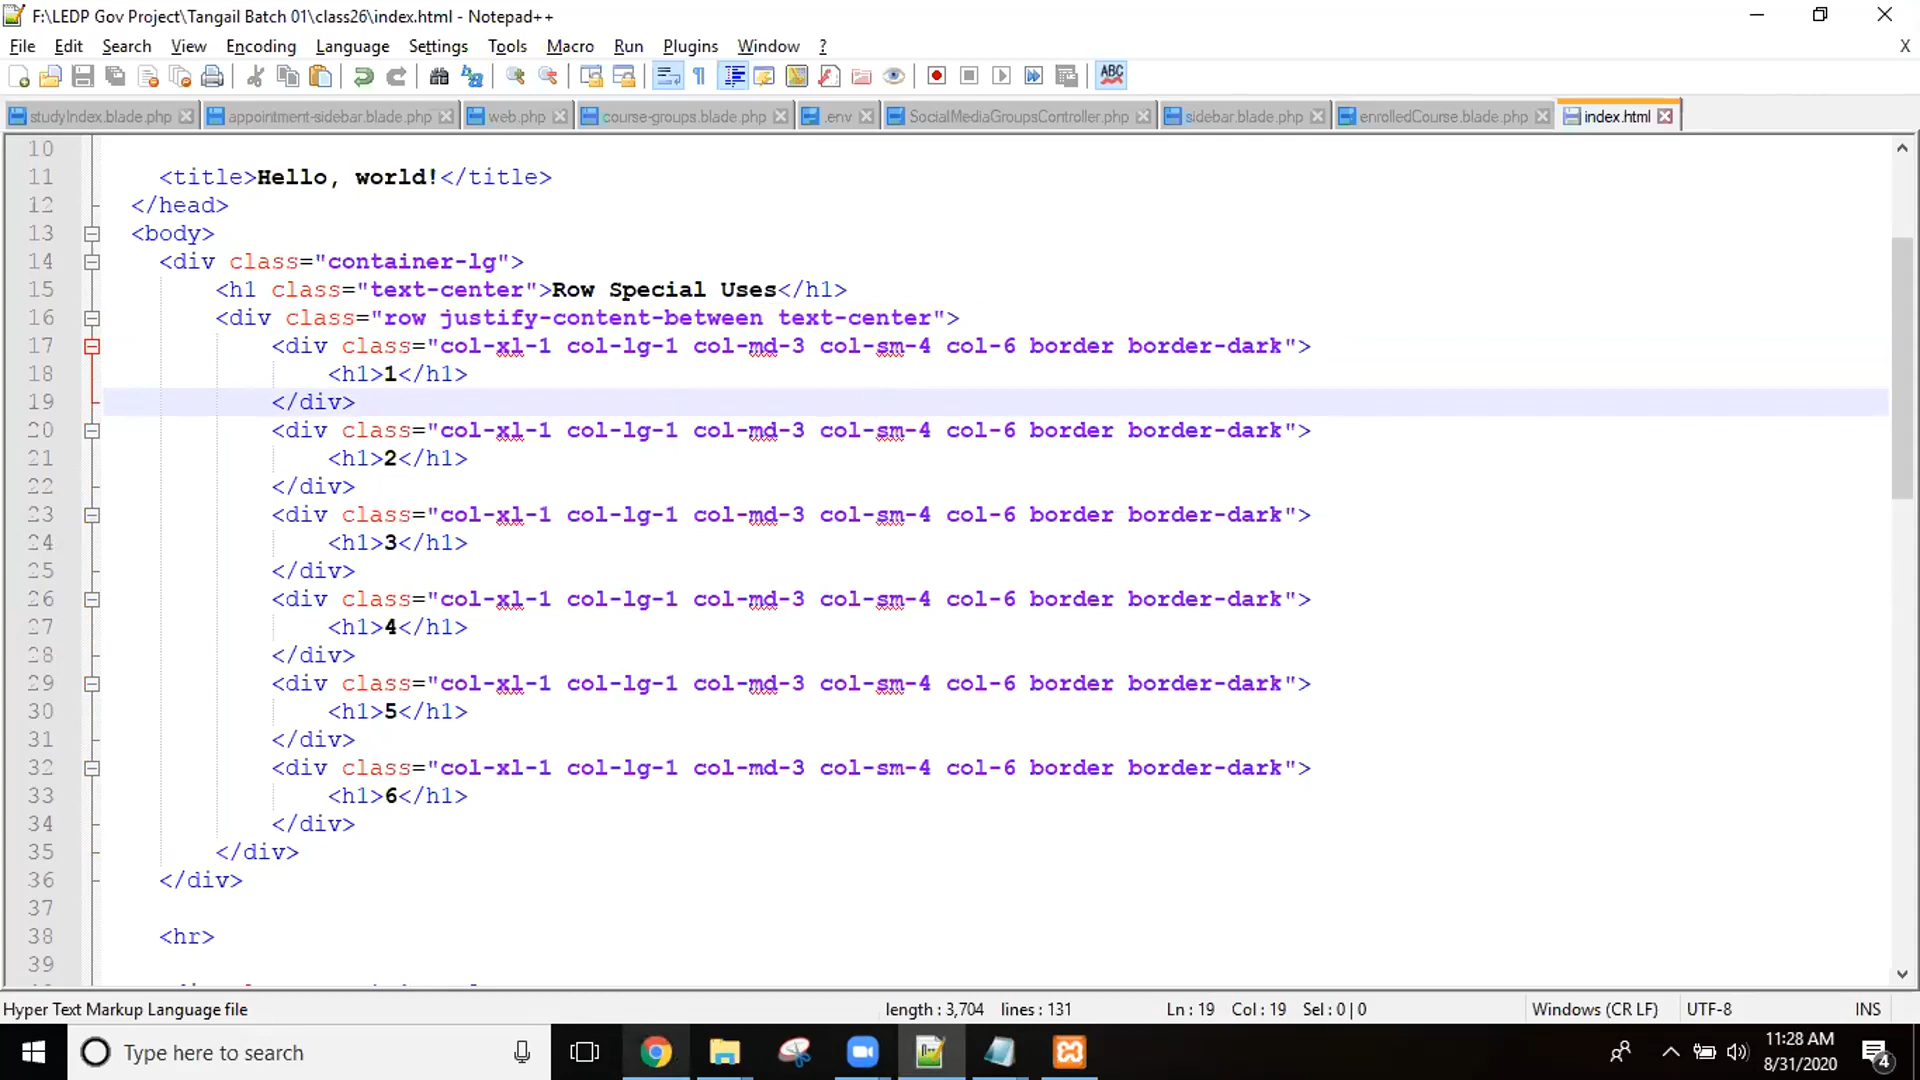 F:\LEDP Gov Project\Tangail Batch 01\class26\index.html - Notepad++
File Edit Search View Encoding Language Settings Tools Macro Run Plugins Window ? X
studyIndex.blade.php appointment-sidebar.blade.php web.php course-groups.blade.php .env SocialMediaGroupsController.php sidebar.blade.php enrolledCourse.blade.php index.html
10
11 <title>Hello, world!</title>
12 </head>
13 <body>
14 <div class="container-lg">
15 <h1 class="text-center">Row Special Uses</h1>
16 <div class="row justify-content-between text-center">
17 <div class="col-xl-1 col-lg-1 col-md-3 col-sm-4 col-6 border border-dark">
18 <h1>1</h1>
19 </div>
20 <div class="col-xl-1 col-lg-1 col-md-3 col-sm-4 col-6 border border-dark">
21 <h1>2</h1>
22 </div>
23 <div class="col-xl-1 col-lg-1 col-md-3 col-sm-4 col-6 border border-dark">
24 <h1>3</h1>
25 </div>
26 <div class="col-xl-1 col-lg-1 col-md-3 col-sm-4 col-6 border border-dark">
27 <h1>4</h1>
28 </div>
29 <div class="col-xl-1 col-lg-1 col-md-3 col-sm-4 col-6 border border-dark">
30 <h1>5</h1>
31 </div>
32 <div class="col-xl-1 col-lg-1 col-md-3 col-sm-4 col-6 border border-dark">
33 <h1>6</h1>
34 </div>
35 </div>
36 </div>
37
38 <hr>
39
Hyper Text Markup Language file length : 3,704 lines : 131 Ln : 19 Col : 19 Sel : 0 | 0 Windows (CR LF) UTF-8 INS
Type here to search
11:28 AM
8/31/2020
4
ABC